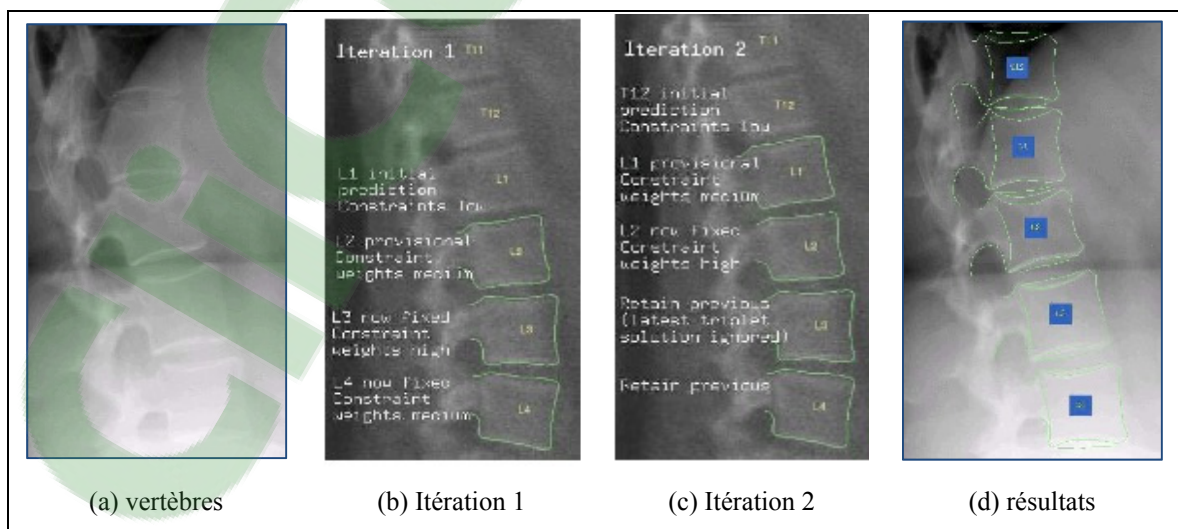 Iteration 1
T11
T12
L1 initial
prediction
Constraints low
L1
L2 provisional
Constraint
weights medium
L2
L3 now fixed
Constraint
weights high
L3
L4 now fixed
Constraint
weights medium
L4
Iteration 2
T11
T12 initial
prediction
Constraints low
T12
L1 provisional
Constraint
weights medium
L1
L2 now fixed
Constraint
weights high
L2
Retain previous
(latest triplet
solution ignored)
L3
Retain previous
L4
(a) vertèbres
(b) Itération 1
(c) Itération 2
(d) résultats